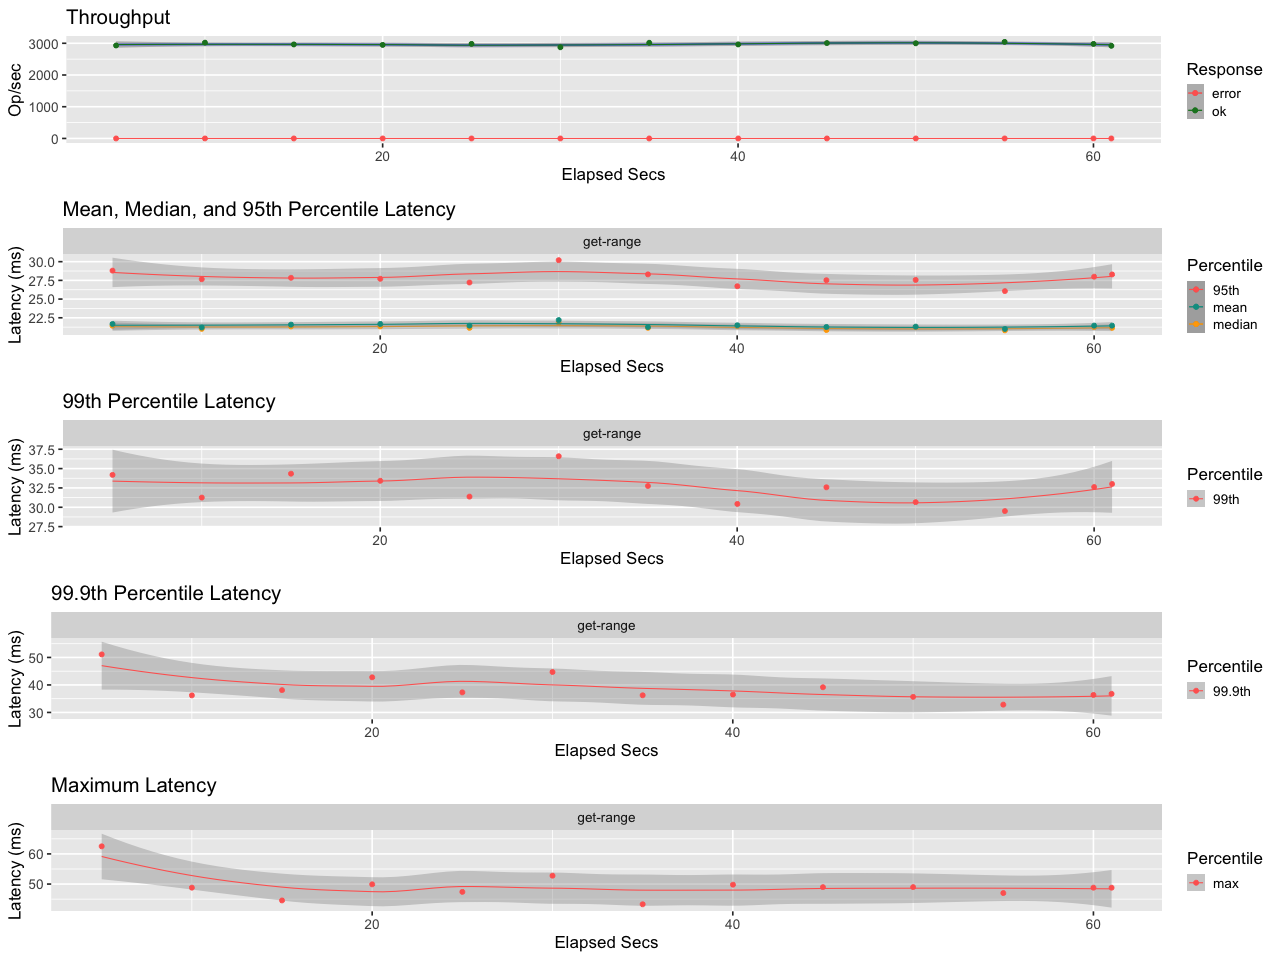 Throughput
3000
2000
1000
0
Op/sec
20 40 60
Elapsed Secs
Response
error
ok
Mean, Median, and 95th Percentile Latency
get-range
30.0
27.5
25.0
22.5
Latency (ms)
20 40 60
Elapsed Secs
Percentile
95th
mean
median
99th Percentile Latency
get-range
37.5
35.0
32.5
30.0
27.5
Latency (ms)
20 40 60
Elapsed Secs
Percentile
99th
99.9th Percentile Latency
get-range
50
40
30
Latency (ms)
20 40 60
Elapsed Secs
Percentile
99.9th
Maximum Latency
get-range
60
50
Latency (ms)
20 40 60
Elapsed Secs
Percentile
max